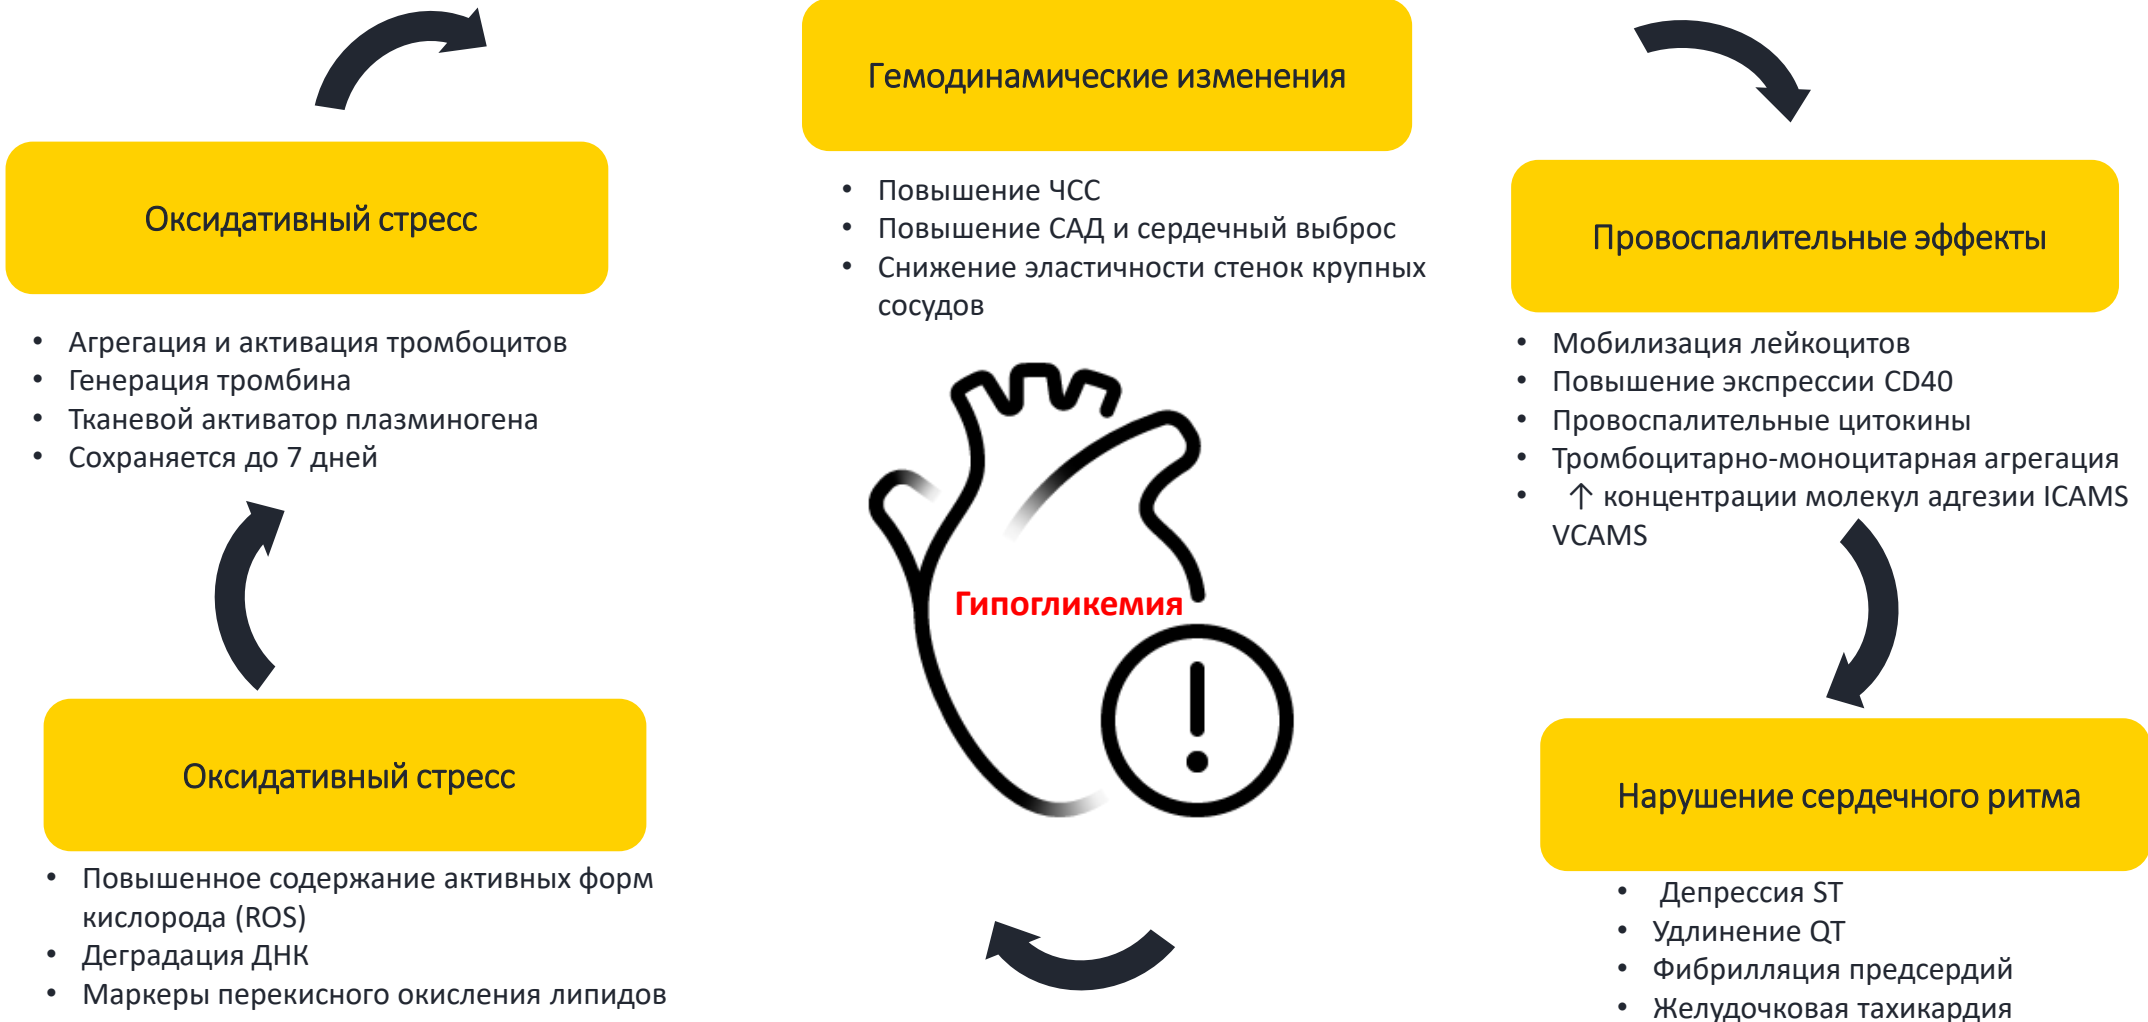 Гемодинамические изменения
• Повышение ЧСС
• Повышение САД и сердечный выброс
• Снижение эластичности стенок крупных
сосудов
Провоспалительные эффекты
• Мобилизация лейкоцитов
• Повышение экспрессии CD40
• Провоспалительные цитокины
• Тромбоцитарно-моноцитарная агрегация
• ↑ концентрации молекул адгезии ICAMS
VCAMS
Нарушение сердечного ритма
• Депрессия ST
• Удлинение QT
• Фибрилляция предсердий
• Желудочковая тахикардия
Оксидативный стресс
• Повышенное содержание активных форм
кислорода (ROS)
• Деградация ДНК
• Маркеры перекисного окисления липидов
Оксидативный стресс
• Агрегация и активация тромбоцитов
• Генерация тромбина
• Тканевой активатор плазминогена
• Сохраняется до 7 дней
Гипогликемия
!